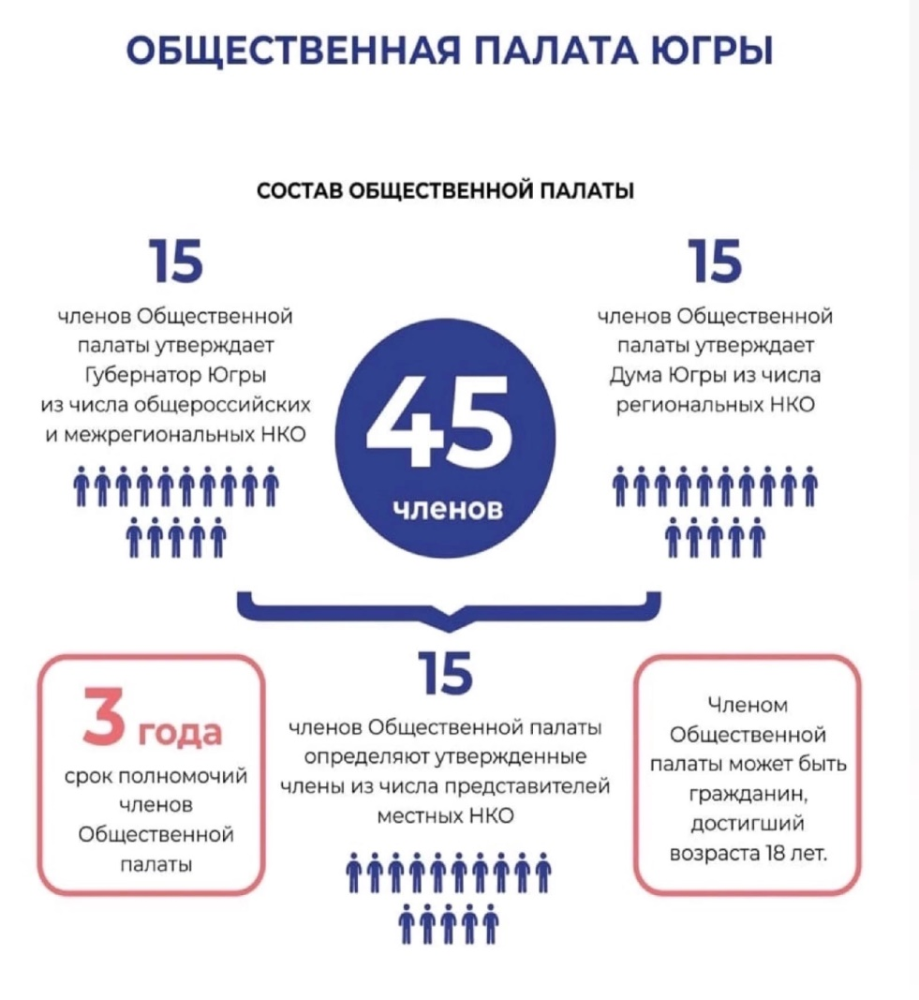 ОБЩЕСТВЕННАЯ ПАЛАТА ЮГРЫ
СОСТАВ ОБЩЕСТВЕННОЙ ПАЛАТЫ
15
членов Общественной
палаты утверждает
Губернатор Югры
из числа общероссийских
и межрегиональных НКО
45
членов
15
членов Общественной
палаты утверждает
Дума Югры из числа
региональных НКО
3 года
срок полномочий
членов
Общественной
палаты
15
членов Общественной палаты
определяют утвержденные
члены из числа представителей
местных НКО
Членом
Общественной
палаты может быть
гражданин,
достигший
возраста 18 лет.